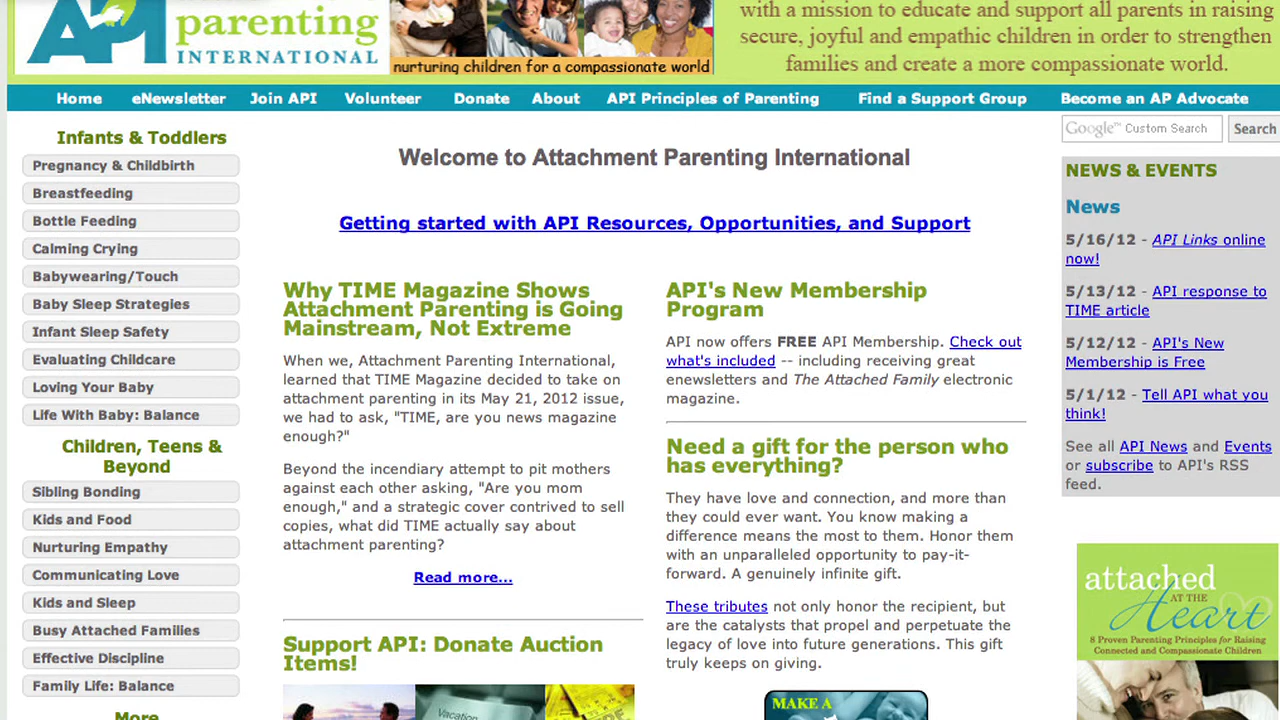 API
parenting
INTERNATIONAL
nurturing children for a compassionate world
with a mission to educate and support all parents in raising
secure, joyful and empathic children in order to strengthen
families and create a more compassionate world.
Home eNewsletter Join API Volunteer Donate About API Principles of Parenting Find a Support Group Become an AP Advocate
Infants & Toddlers
Pregnancy & Childbirth
Breastfeeding
Bottle Feeding
Calming Crying
Babywearing/Touch
Baby Sleep Strategies
Infant Sleep Safety
Evaluating Childcare
Loving Your Baby
Life With Baby: Balance
Children, Teens &
Beyond
Sibling Bonding
Kids and Food
Nurturing Empathy
Communicating Love
Kids and Sleep
Busy Attached Families
Effective Discipline
Family Life: Balance
More
Welcome to Attachment Parenting International
Getting started with API Resources, Opportunities, and Support
Why TIME Magazine Shows
Attachment Parenting is Going
Mainstream, Not Extreme
When we, Attachment Parenting International,
learned that TIME Magazine decided to take on
attachment parenting in its May 21, 2012 issue,
we had to ask, "TIME, are you news magazine
enough?"
Beyond the incendiary attempt to pit mothers
against each other asking, "Are you mom
enough," and a strategic cover contrived to sell
copies, what did TIME actually say about
attachment parenting?
Read more...
Support API: Donate Auction
Items!
Vacation
API's New Membership
Program
API now offers FREE API Membership. Check out
what's included -- including receiving great
enewsletters and The Attached Family electronic
magazine.
Need a gift for the person who
has everything?
They have love and connection, and more than
they could ever want. You know making a
difference means the most to them. Honor them
with an unparalleled opportunity to pay-it-
forward. A genuinely infinite gift.
These tributes not only honor the recipient, but
are the catalysts that propel and perpetuate the
legacy of love into future generations. This gift
truly keeps on giving.
MAKE A
Google™ Custom Search Search
NEWS & EVENTS
News
5/16/12 - API Links online
now!
5/13/12 - API response to
TIME article
5/12/12 - API's New
Membership is Free
5/1/12 - Tell API what you
think!
See all API News and Events
or subscribe to API's RSS
feed.
attached
AT THE
Heart
8 Proven Parenting Principles for Raising
Connected and Compassionate Children